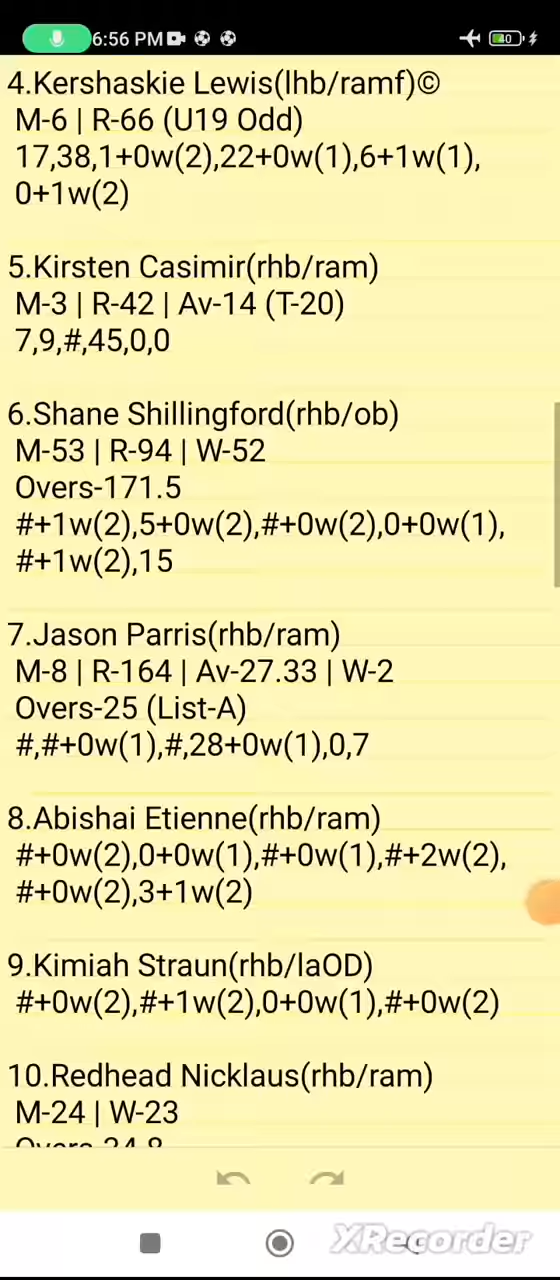 6:56 PM
40
4.Kershaskie Lewis(lhb/ramf)©
M-6 | R-66 (U19 Odd)
17,38,1+0w(2),22+0w(1),6+1w(1),
0+1w(2)
5.Kirsten Casimir(rhb/ram)
M-3 | R-42 | Av-14 (T-20)
7,9,#,45,0,0
6.Shane Shillingford(rhb/ob)
M-53 | R-94 | W-52
Overs-171.5
#+1w(2),5+0w(2),#+0w(2),0+0w(1),
#+1w(2),15
7.Jason Parris(rhb/ram)
M-8 | R-164 | Av-27.33 | W-2
Overs-25 (List-A)
#,#+0w(1),#,28+0w(1),0,7
8.Abishai Etienne(rhb/ram)
#+0w(2),0+0w(1),#+0w(1),#+2w(2),
#+0w(2),3+1w(2)
9.Kimiah Straun(rhb/laOD)
#+0w(2),#+1w(2),0+0w(1),#+0w(2)
10.Redhead Nicklaus(rhb/ram)
M-24 | W-23
XRecorder